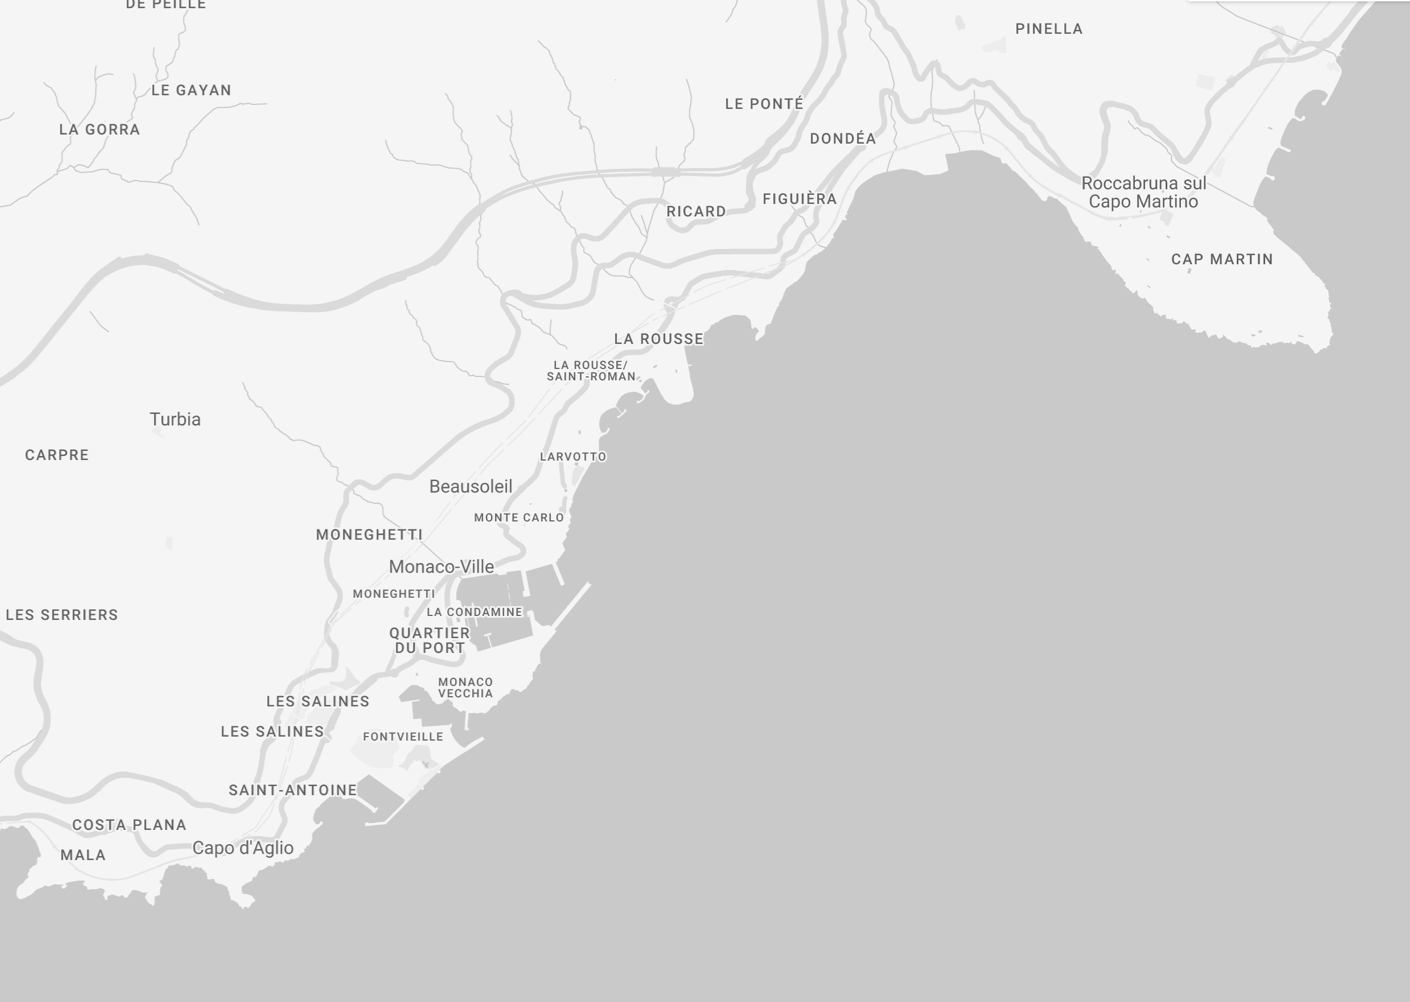 DE PEILLE
PINELLA
LE GAYAN
LE PONTÉ
LA GORRA
DONDÉA
Roccabruna sul
Capo Martino
FIGUIÈRA
RICARD
CAP MARTIN
LA ROUSSE
LA ROUSSE/
SAINT-ROMAN
Turbia
CARPRE
LARVOTTO
Beausoleil
MONTE CARLO
MONEGHETTI
Monaco-Ville
MONEGHETTI
LA CONDAMINE
LES SERRIERS
QUARTIER
DU PORT
MONACO
VECCHIA
LES SALINES
LES SALINES
FONTVIEILLE
SAINT-ANTOINE
COSTA PLANA
Capo d'Aglio
MALA